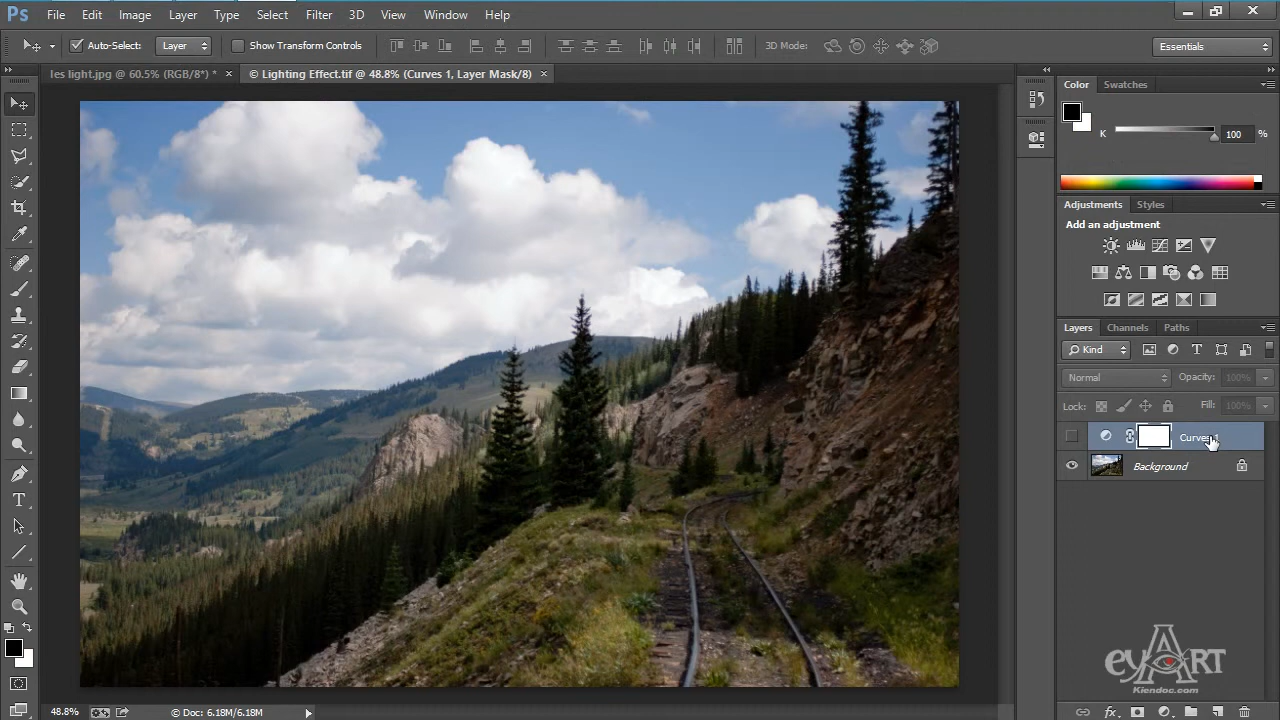 Ps File Edit Image Layer Type Select Filter 3D View Window Help
Auto-Select: Layer Show Transform Controls 3D Mode: Essentials
les light.jpg @ 60.5% (RGB/8*) * × © Lighting Effect.tif @ 48.8% (Curves 1, Layer Mask/8) ×
Color Swatches
K 100 %
Adjustments Styles
Add an adjustment
Layers Channels Paths
Kind
Normal Opacity: 100%
Lock: Fill: 100%
Curves
Background
eyART
Kiendoc.com
48.8% © Doc: 6.18M/6.18M